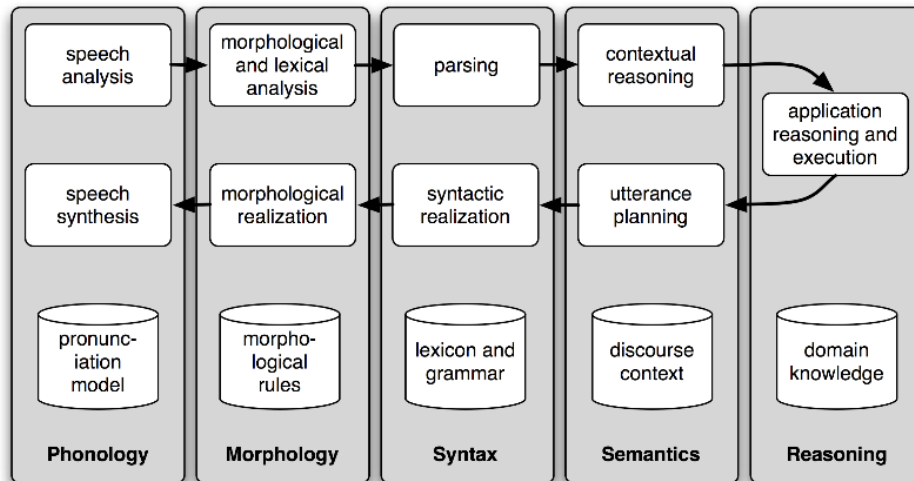 speech
analysis
morphological
and lexical
analysis
parsing
contextual
reasoning
application
reasoning and
execution
speech
synthesis
morphological
realization
syntactic
realization
utterance
planning
pronunc-
iation
model
morpho-
logical
rules
lexicon and
grammar
discourse
context
domain
knowledge
Phonology
Morphology
Syntax
Semantics
Reasoning